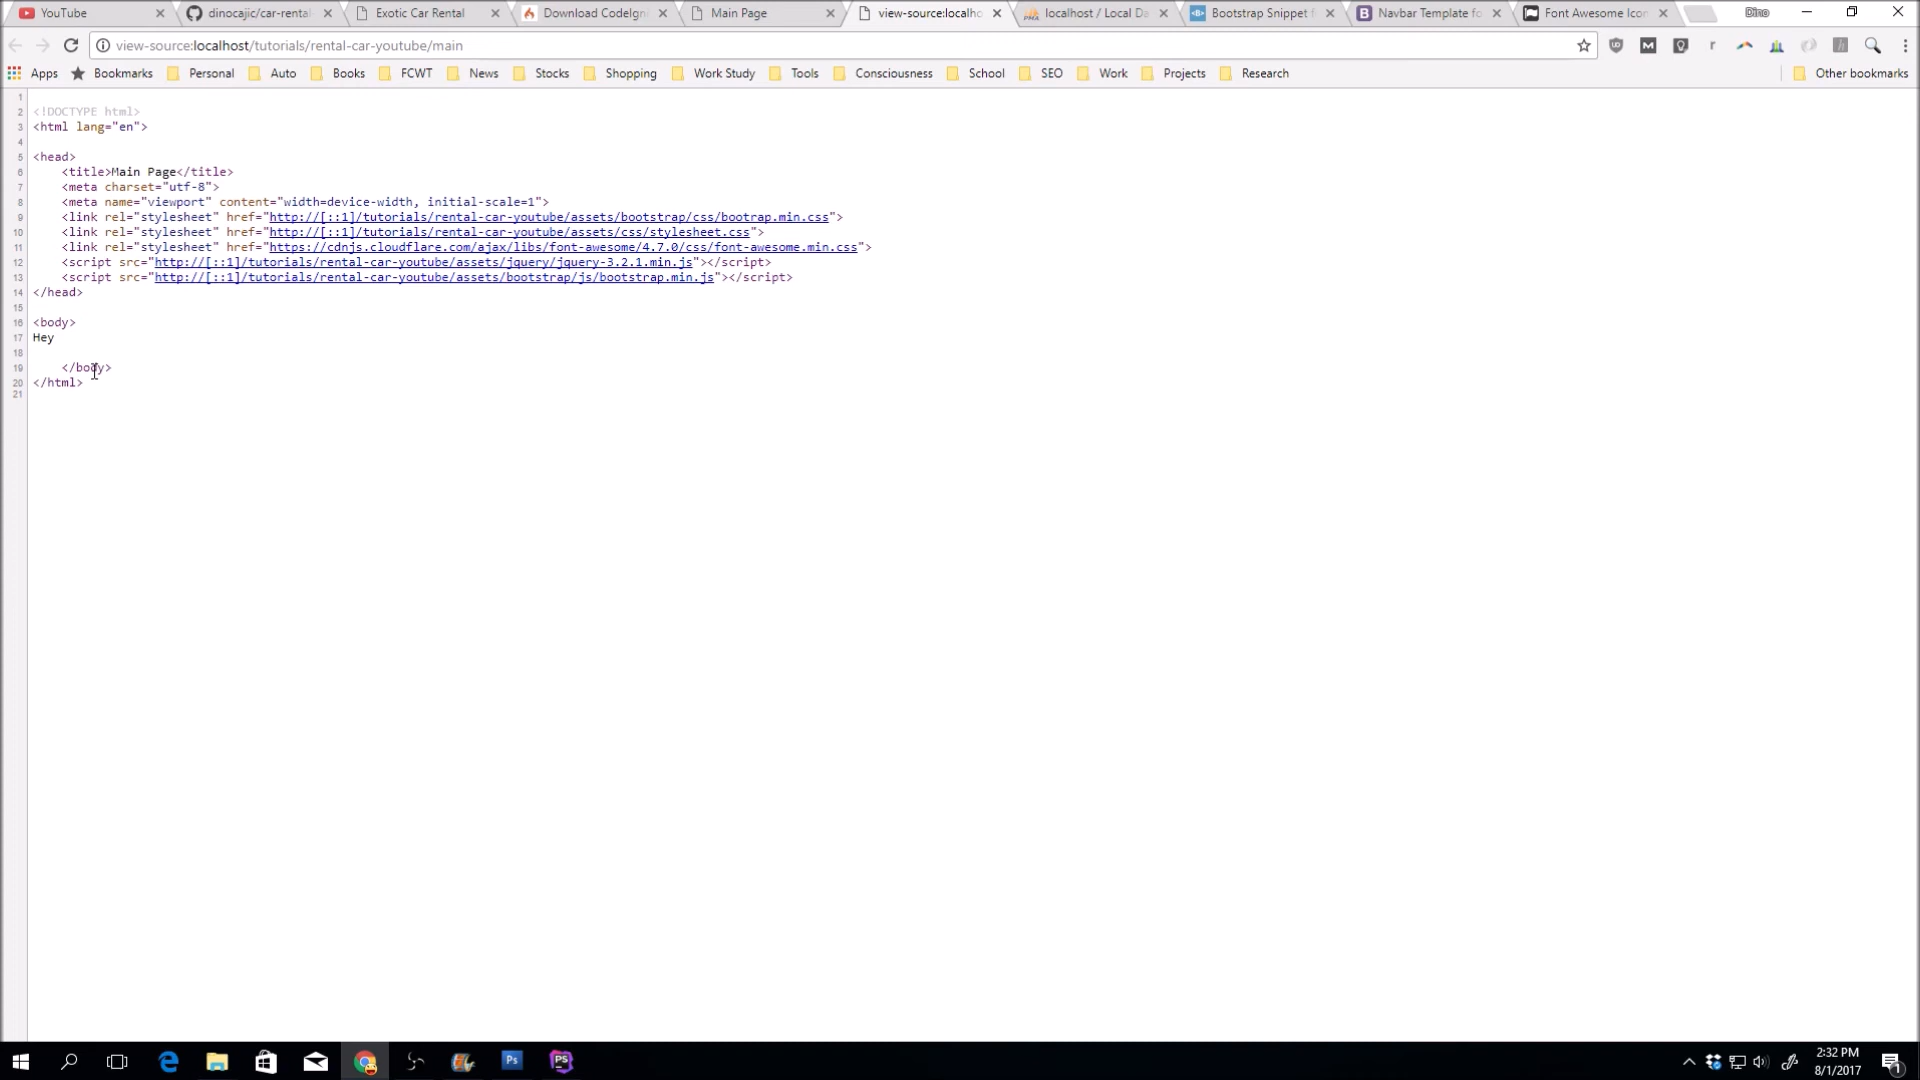 YouTube
dinocajic/car-rental-
Exotic Car Rental
Download CodeIgni
Main Page
view-source:localho
localhost / Local Da
Bootstrap Snippet f
Navbar Template fo
Font Awesome Icon
Dino
view-source:localhost/tutorials/rental-car-youtube/main
Apps
Bookmarks
Personal
Auto
Books
FCWT
News
Stocks
Shopping
Work Study
Tools
Consciousness
School
SEO
Work
Projects
Research
Other bookmarks
1
2 <!DOCTYPE html>
3 <html lang="en">
4
5 <head>
6 <title>Main Page</title>
7 <meta charset="utf-8">
8 <meta name="viewport" content="width=device-width, initial-scale=1">
9 <link rel="stylesheet" href="http://[::1]/tutorials/rental-car-youtube/assets/bootstrap/css/bootrap.min.css">
10 <link rel="stylesheet" href="http://[::1]/tutorials/rental-car-youtube/assets/css/stylesheet.css">
11 <link rel="stylesheet" href="https://cdnjs.cloudflare.com/ajax/libs/font-awesome/4.7.0/css/font-awesome.min.css">
12 <script src="http://[::1]/tutorials/rental-car-youtube/assets/jquery/jquery-3.2.1.min.js"></script>
13 <script src="http://[::1]/tutorials/rental-car-youtube/assets/bootstrap/js/bootstrap.min.js"></script>
14 </head>
15
16 <body>
17 Hey
18
19 </body>
20 </html>
21
2:32 PM
8/1/2017